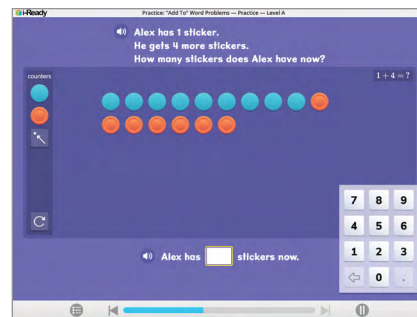 i-Ready
Practice: "Add To" Word Problems — Practice — Level A
Alex has 1 sticker.
He gets 4 more stickers.
How many stickers does Alex have now?
counters
1 + 4 = ?
7 8 9
4 5 6
1 2 3
0 .
Alex has
stickers now.